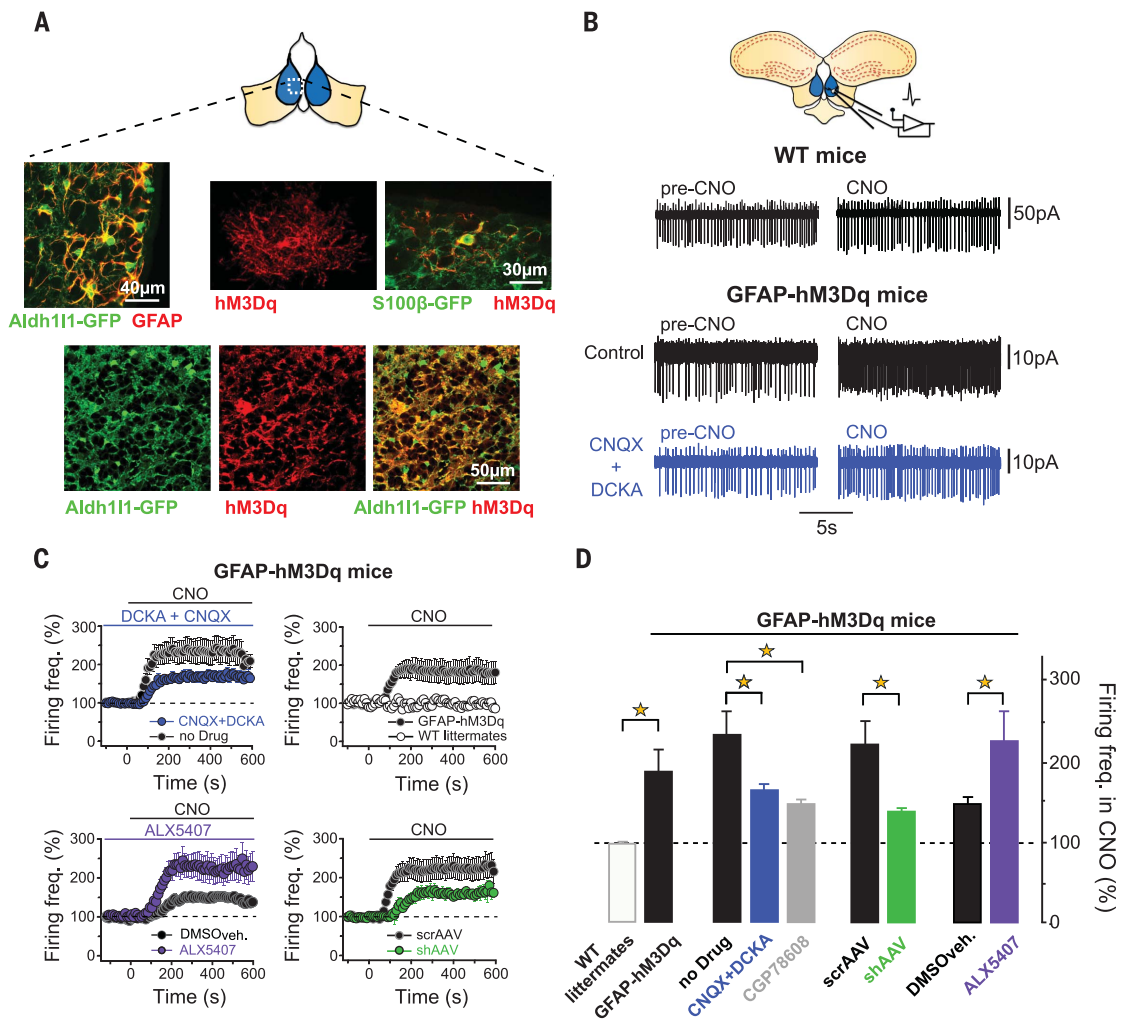 A
40µm
Aldh1l1-GFP GFAP
hM3Dq
30µm
S100β-GFP hM3Dq
50µm
Aldh1l1-GFP
hM3Dq
Aldh1l1-GFP hM3Dq
B
WT mice
pre-CNO CNO
50pA
GFAP-hM3Dq mice
pre-CNO CNO
Control
10pA
pre-CNO CNO
CNQX
+
DCKA
10pA
5s
C
GFAP-hM3Dq mice
CNO
DCKA + CNQX
Firing freq. (%)
300
200
100
0
CNQX+DCKA
no Drug
0 200 400 600
Time (s)
CNO
Firing freq. (%)
300
200
100
0
GFAP-hM3Dq
WT littermates
0 200 400 600
Time (s)
CNO
ALX5407
Firing freq. (%)
300
200
100
0
DMSOveh.
ALX5407
0 200 400 600
Time (s)
CNO
Firing freq. (%)
300
200
100
0
scrAAV
shAAV
0 200 400 600
Time (s)
D
GFAP-hM3Dq mice
300
200
100
0
Firing freq. in CNO
(%)
WT
littermates
GFAP-hM3Dq
no Drug
CNQX+DCKA
CGP78608
scrAAV
shAAV
DMSOveh.
ALX5407